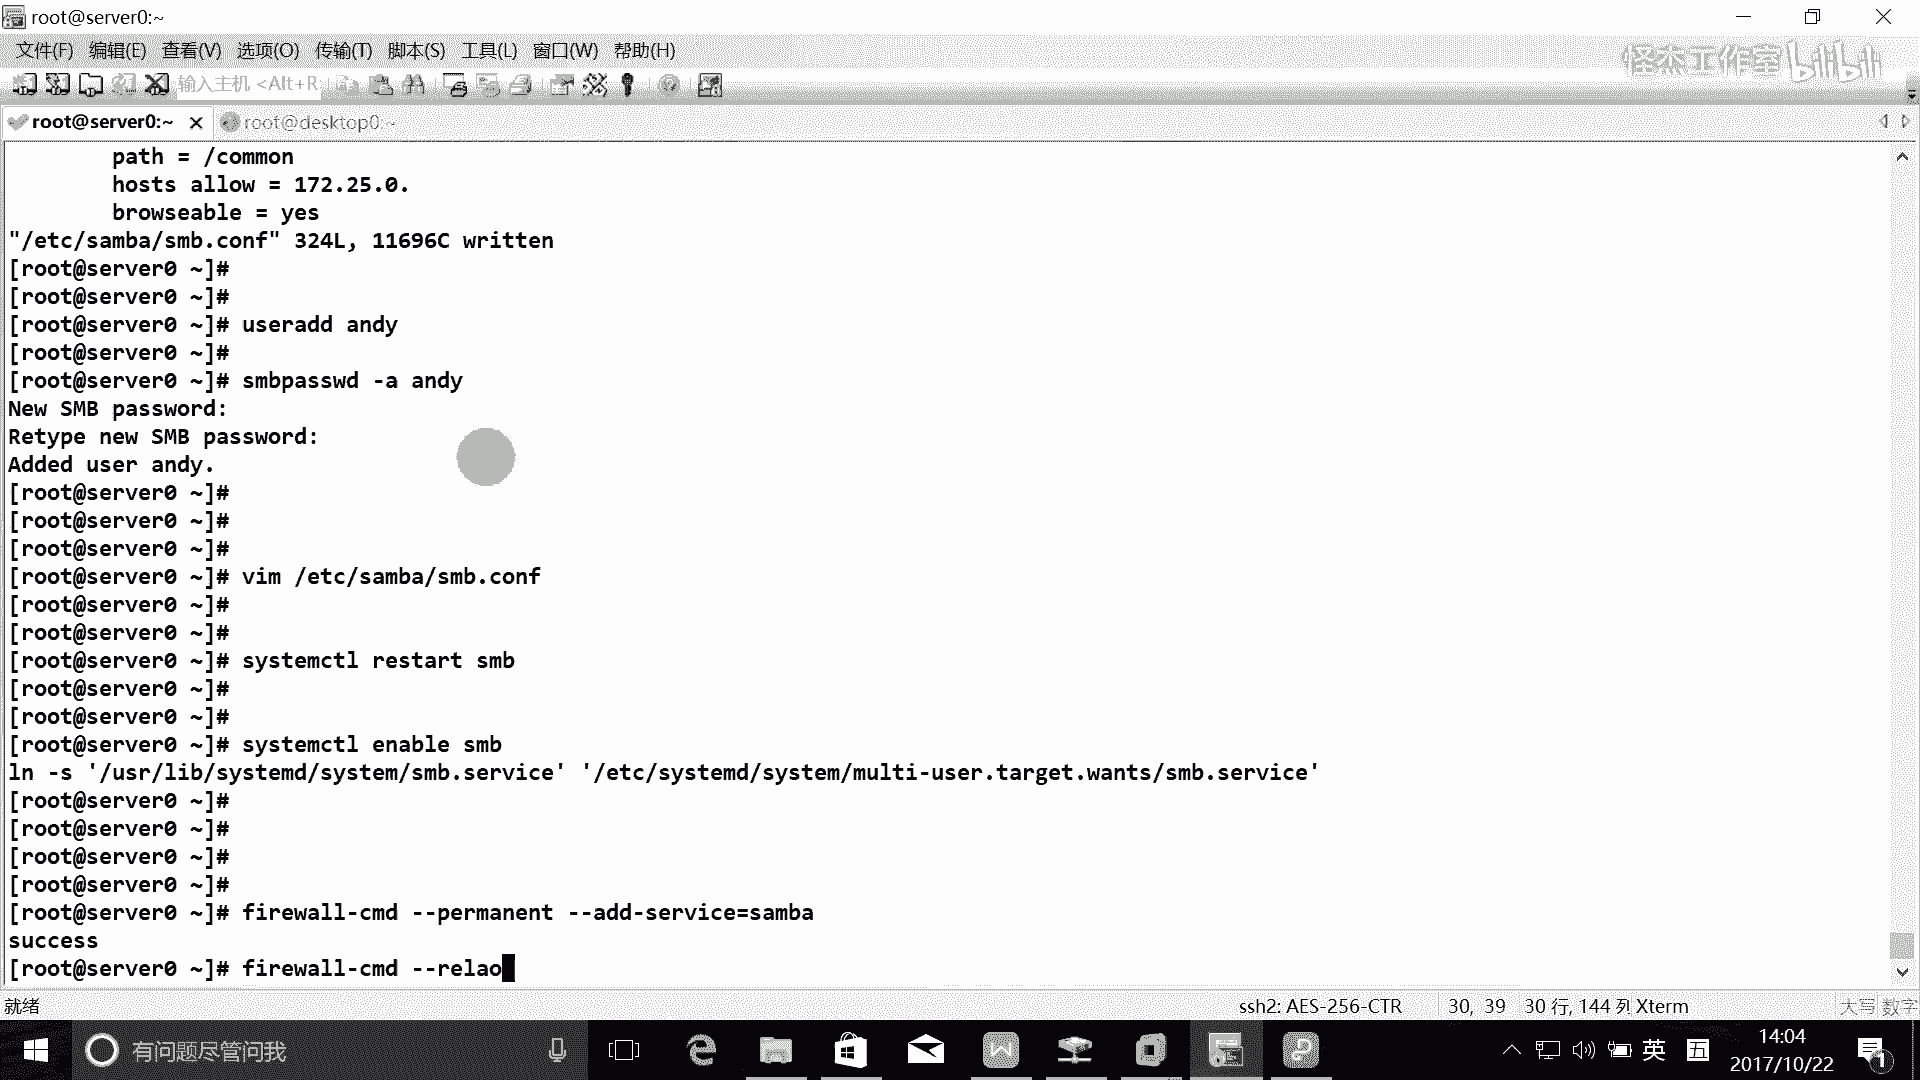 root@server0:~
文件(F) 编辑(E) 查看(V) 选项(O) 传输(T) 脚本(S) 工具(L) 窗口(W) 帮助(H)
怪杰工作室 bilibili
输入主机 <Alt+R
root@server0:~ root@desktop0:~
path = /common
hosts allow = 172.25.0.
browseable = yes
"/etc/samba/smb.conf" 324L, 11696C written
[root@server0 ~]#
[root@server0 ~]#
[root@server0 ~]# useradd andy
[root@server0 ~]#
[root@server0 ~]# smbpasswd -a andy
New SMB password:
Retype new SMB password:
Added user andy.
[root@server0 ~]#
[root@server0 ~]#
[root@server0 ~]#
[root@server0 ~]# vim /etc/samba/smb.conf
[root@server0 ~]#
[root@server0 ~]#
[root@server0 ~]# systemctl restart smb
[root@server0 ~]#
[root@server0 ~]#
[root@server0 ~]# systemctl enable smb
ln -s '/usr/lib/systemd/system/smb.service' '/etc/systemd/system/multi-user.target.wants/smb.service'
[root@server0 ~]#
[root@server0 ~]#
[root@server0 ~]#
[root@server0 ~]#
[root@server0 ~]# firewall-cmd --permanent --add-service=samba
success
[root@server0 ~]# firewall-cmd --relao
就绪 ssh2: AES-256-CTR 30, 39 30 行, 144 列 Xterm 大写 数字
有问题尽管问我 英 五 14:04
2017/10/22 1